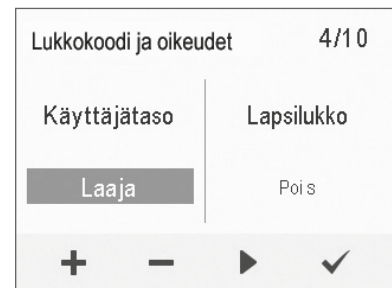 Lukkokoodi ja oikeudet 4/10
Käyttäjätaso Lapsilukko
Laaja Pois